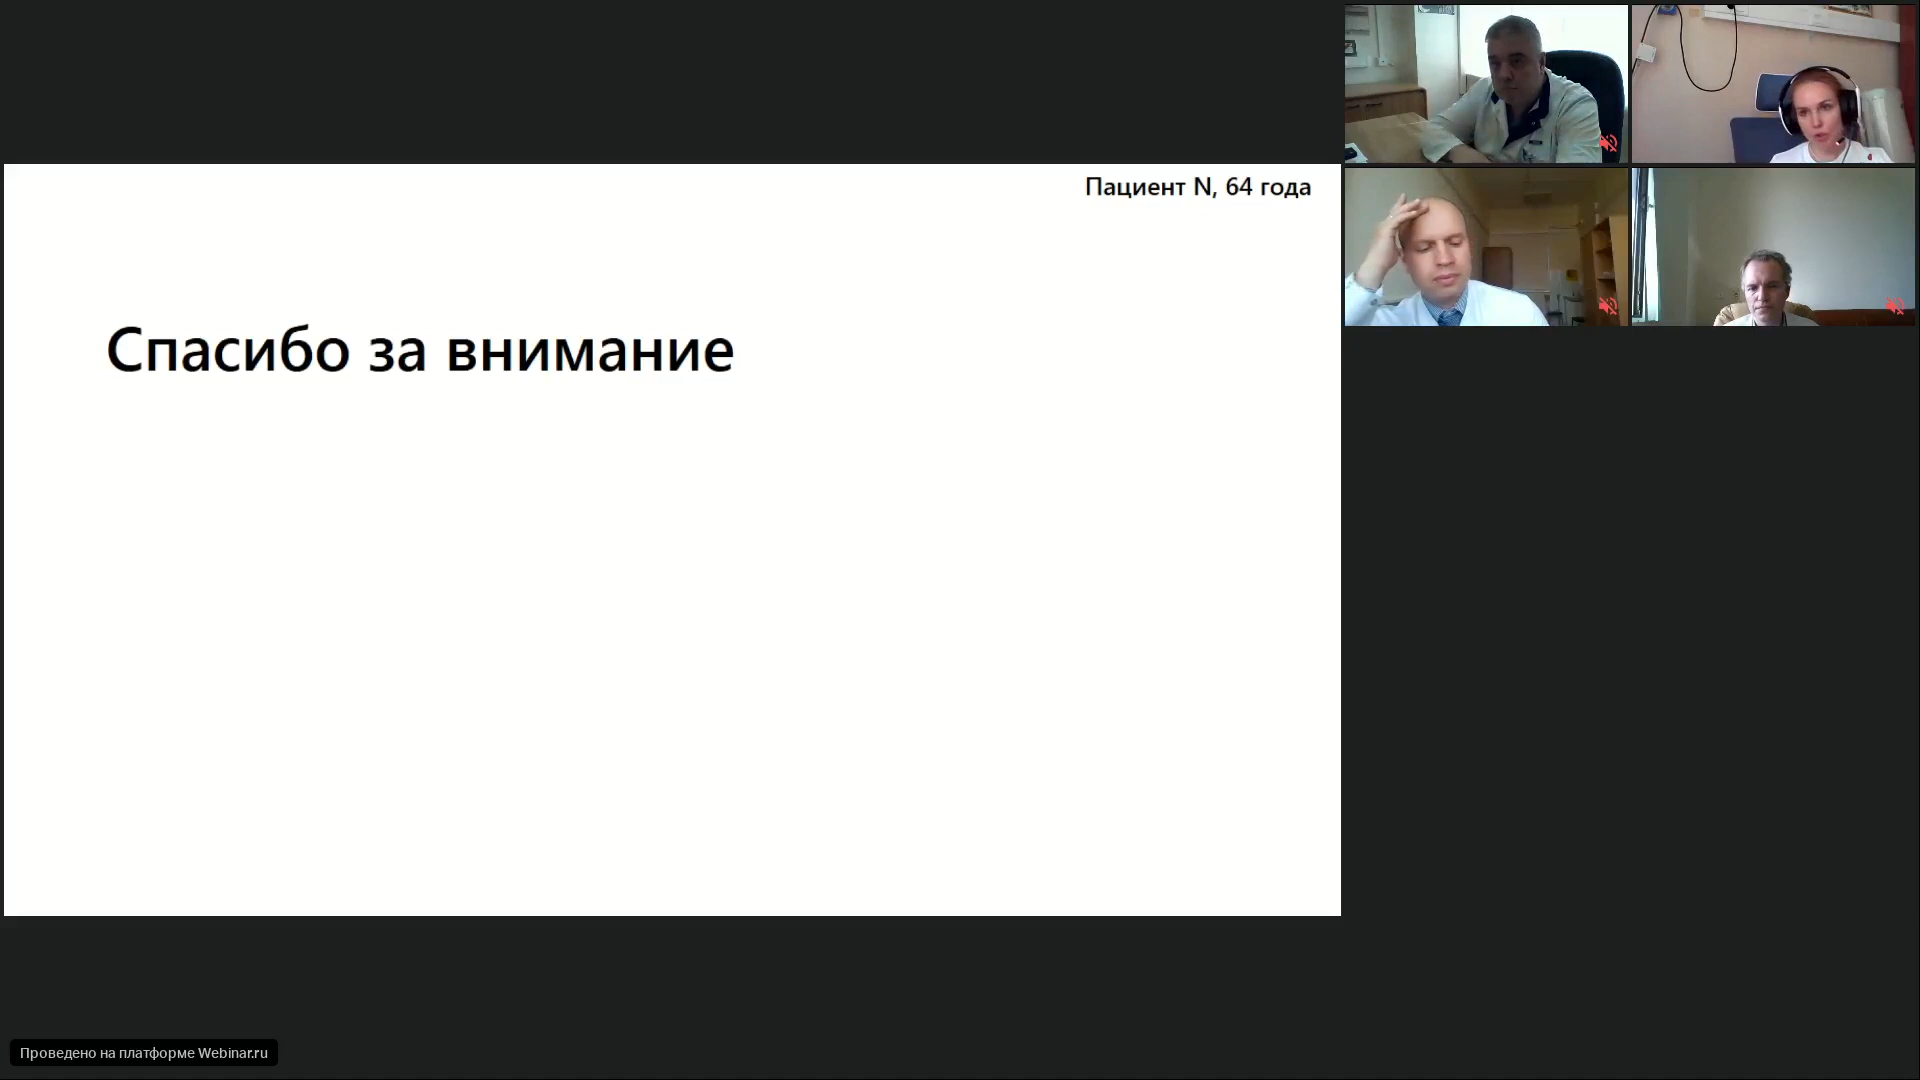 Пациент N, 64 года
Спасибо за внимание
Проведено на платформе Webinar.ru